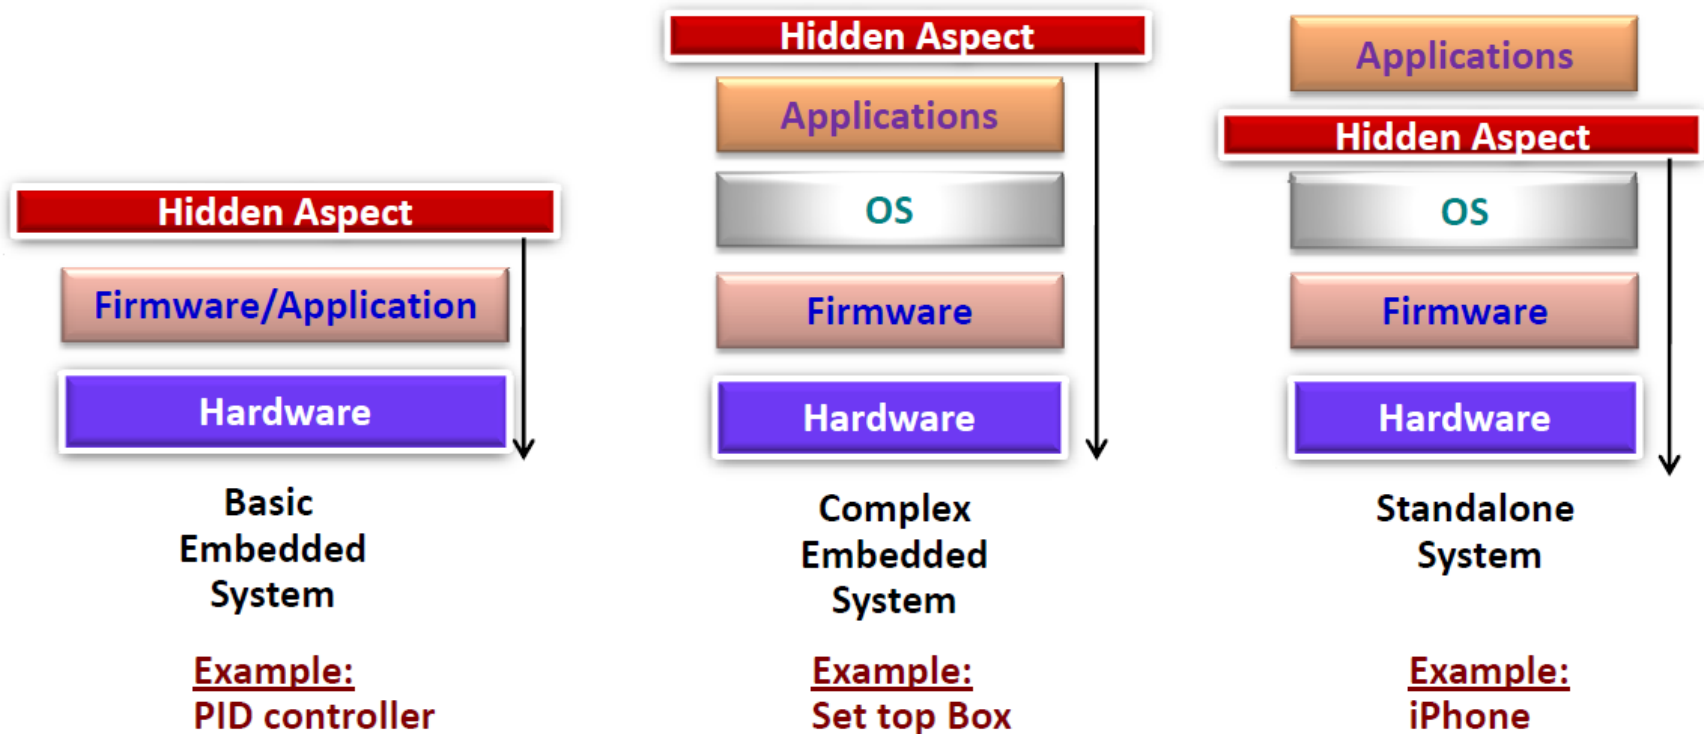 Hidden Aspect
Firmware/Application
Hardware
Basic
Embedded
System
Example:
PID controller
Hidden Aspect
Applications
OS
Firmware
Hardware
Complex
Embedded
System
Example:
Set top Box
Applications
Hidden Aspect
OS
Firmware
Hardware
Standalone
System
Example:
iPhone